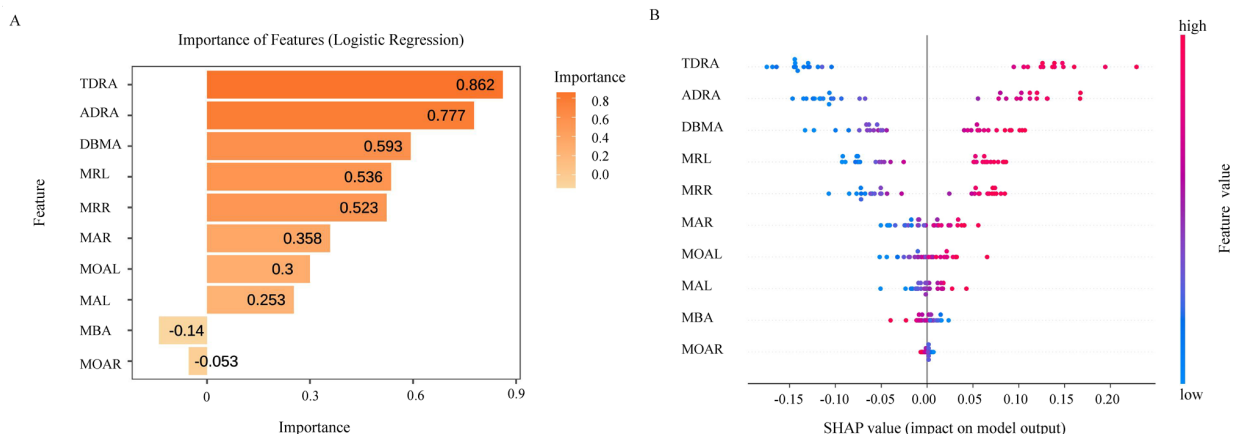 A
Importance of Features (Logistic Regression)
Feature
TDRA
0.862
ADRA
0.777
DBMA
0.593
MRL
0.536
MRR
0.523
MAR
0.358
MOAL
0.3
MAL
0.253
MBA
-0.14
MOAR
-0.053
0
0.3
0.6
0.9
Importance
Importance
0.8
0.6
0.4
0.2
0.0
B
TDRA
ADRA
DBMA
MRL
MRR
MAR
MOAL
MAL
MBA
MOAR
-0.15
-0.10
-0.05
0.00
0.05
0.10
0.15
0.20
SHAP value (impact on model output)
high
Feature value
low